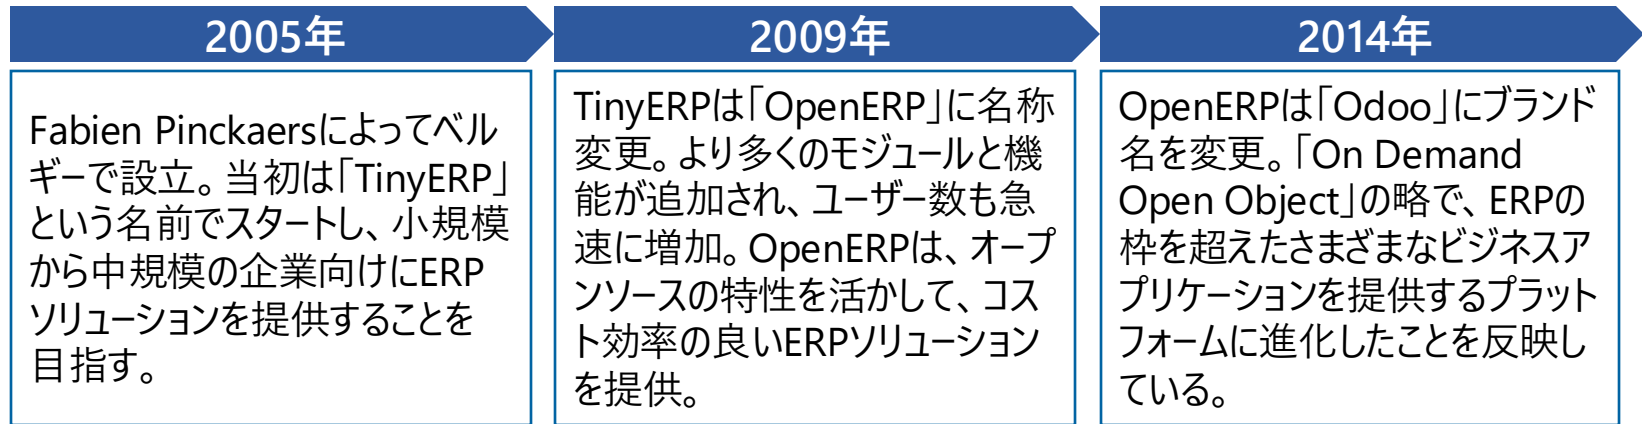 2005年
Fabien Pinckaersによってベル
ギーで設立。当初は「TinyERP」
という名前でスタートし、小規模
から中規模の企業向けにERP
ソリューションを提供することを
目指す。
2009年
TinyERPは「OpenERP」に名称
変更。より多くのモジュールと機
能が追加され、ユーザー数も急
速に増加。OpenERPは、オープ
ンソースの特性を活かして、コス
ト効率の良いERPソリューション
を提供。
2014年
OpenERPは「Odoo」にブランド
名を変更。「On Demand
Open Object」の略で、ERPの
枠を超えたさまざまなビジネスア
プリケーションを提供するプラット
フォームに進化したことを反映し
ている。